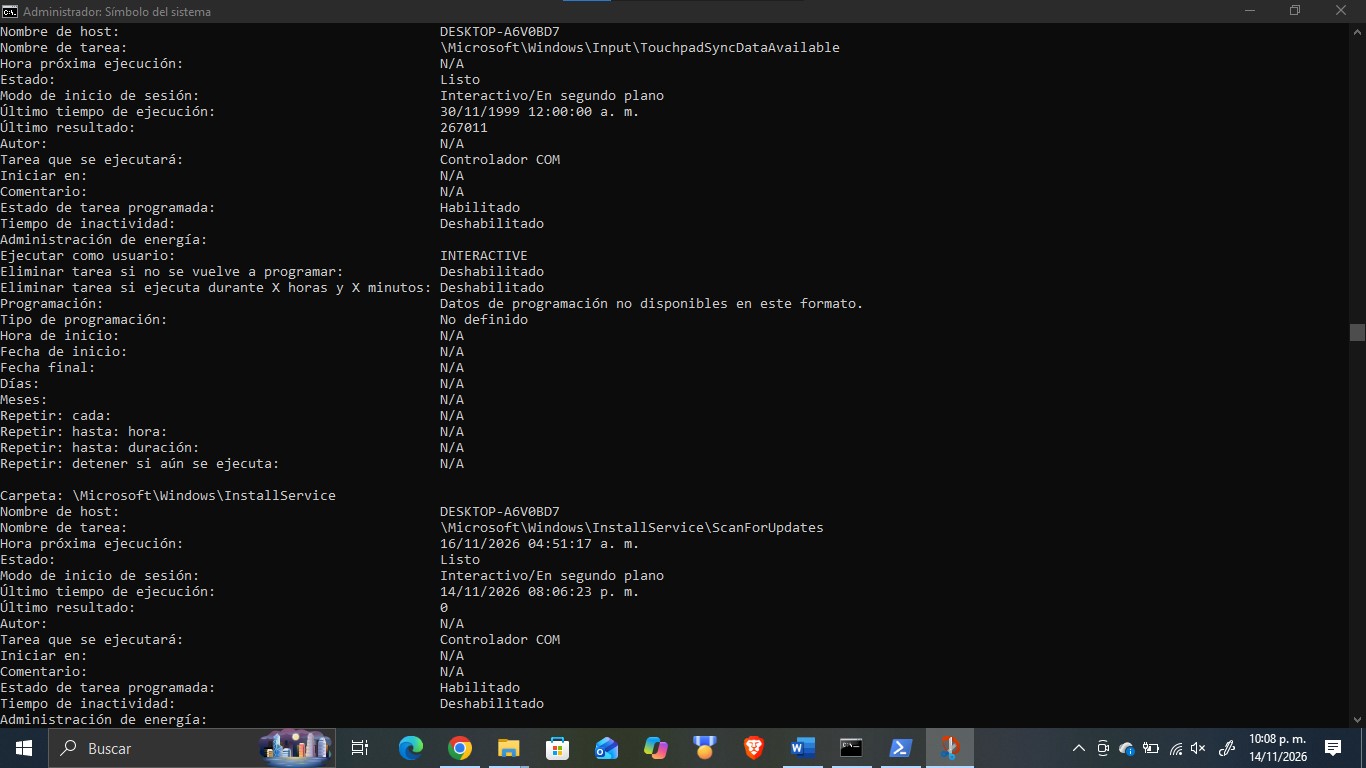 Administrador: Símbolo del sistema
Nombre de host: DESKTOP-A6V0BD7
Nombre de tarea: \Microsoft\Windows\Input\TouchpadSyncDataAvailable
Hora próxima ejecución: N/A
Estado: Listo
Modo de inicio de sesión: Interactivo/En segundo plano
Último tiempo de ejecución: 30/11/1999 12:00:00 a. m.
Último resultado: 267011
Autor: N/A
Tarea que se ejecutará: Controlador COM
Iniciar en: N/A
Comentario: N/A
Estado de tarea programada: Habilitado
Tiempo de inactividad: Deshabilitado
Administración de energía:
Ejecutar como usuario: INTERACTIVE
Eliminar tarea si no se vuelve a programar: Deshabilitado
Eliminar tarea si ejecuta durante X horas y X minutos: Deshabilitado
Programación: Datos de programación no disponibles en este formato.
Tipo de programación: No definido
Hora de inicio: N/A
Fecha de inicio: N/A
Fecha final: N/A
Días: N/A
Meses: N/A
Repetir: cada: N/A
Repetir: hasta: hora: N/A
Repetir: hasta: duración: N/A
Repetir: detener si aún se ejecuta: N/A
Carpeta: \Microsoft\Windows\InstallService
Nombre de host: DESKTOP-A6V0BD7
Nombre de tarea: \Microsoft\Windows\InstallService\ScanForUpdates
Hora próxima ejecución: 16/11/2026 04:51:17 a. m.
Estado: Listo
Modo de inicio de sesión: Interactivo/En segundo plano
Último tiempo de ejecución: 14/11/2026 08:06:23 p. m.
Último resultado: 0
Autor: N/A
Tarea que se ejecutará: Controlador COM
Iniciar en: N/A
Comentario: N/A
Estado de tarea programada: Habilitado
Tiempo de inactividad: Deshabilitado
Administración de energía:
Buscar
10:08 p. m.
14/11/2026